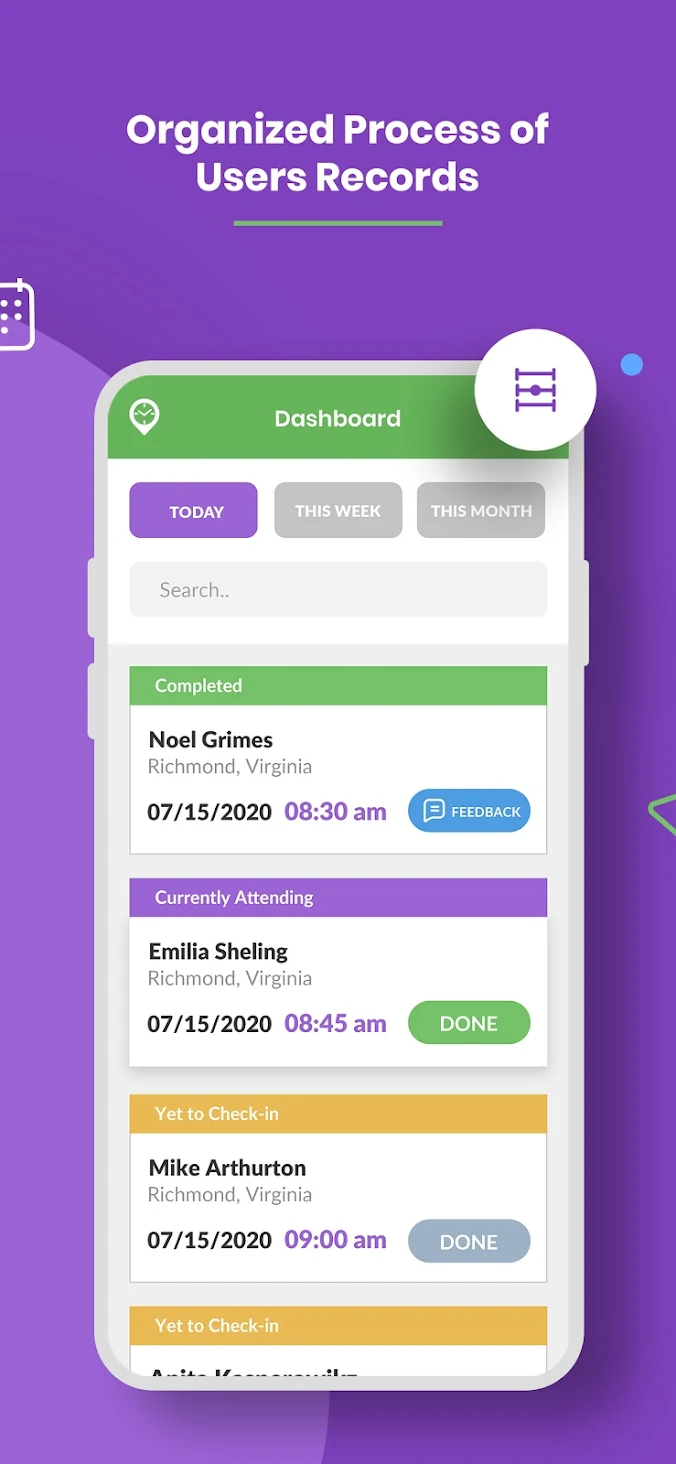 Organized Process of
Users Records
Dashboard
TODAY THIS WEEK THIS MONTH
Search..
Completed
Noel Grimes
Richmond, Virginia
07/15/2020 08:30 am FEEDBACK
Currently Attending
Emilia Sheling
Richmond, Virginia
07/15/2020 08:45 am DONE
Yet to Check-in
Mike Arthurton
Richmond, Virginia
07/15/2020 09:00 am DONE
Yet to Check-in